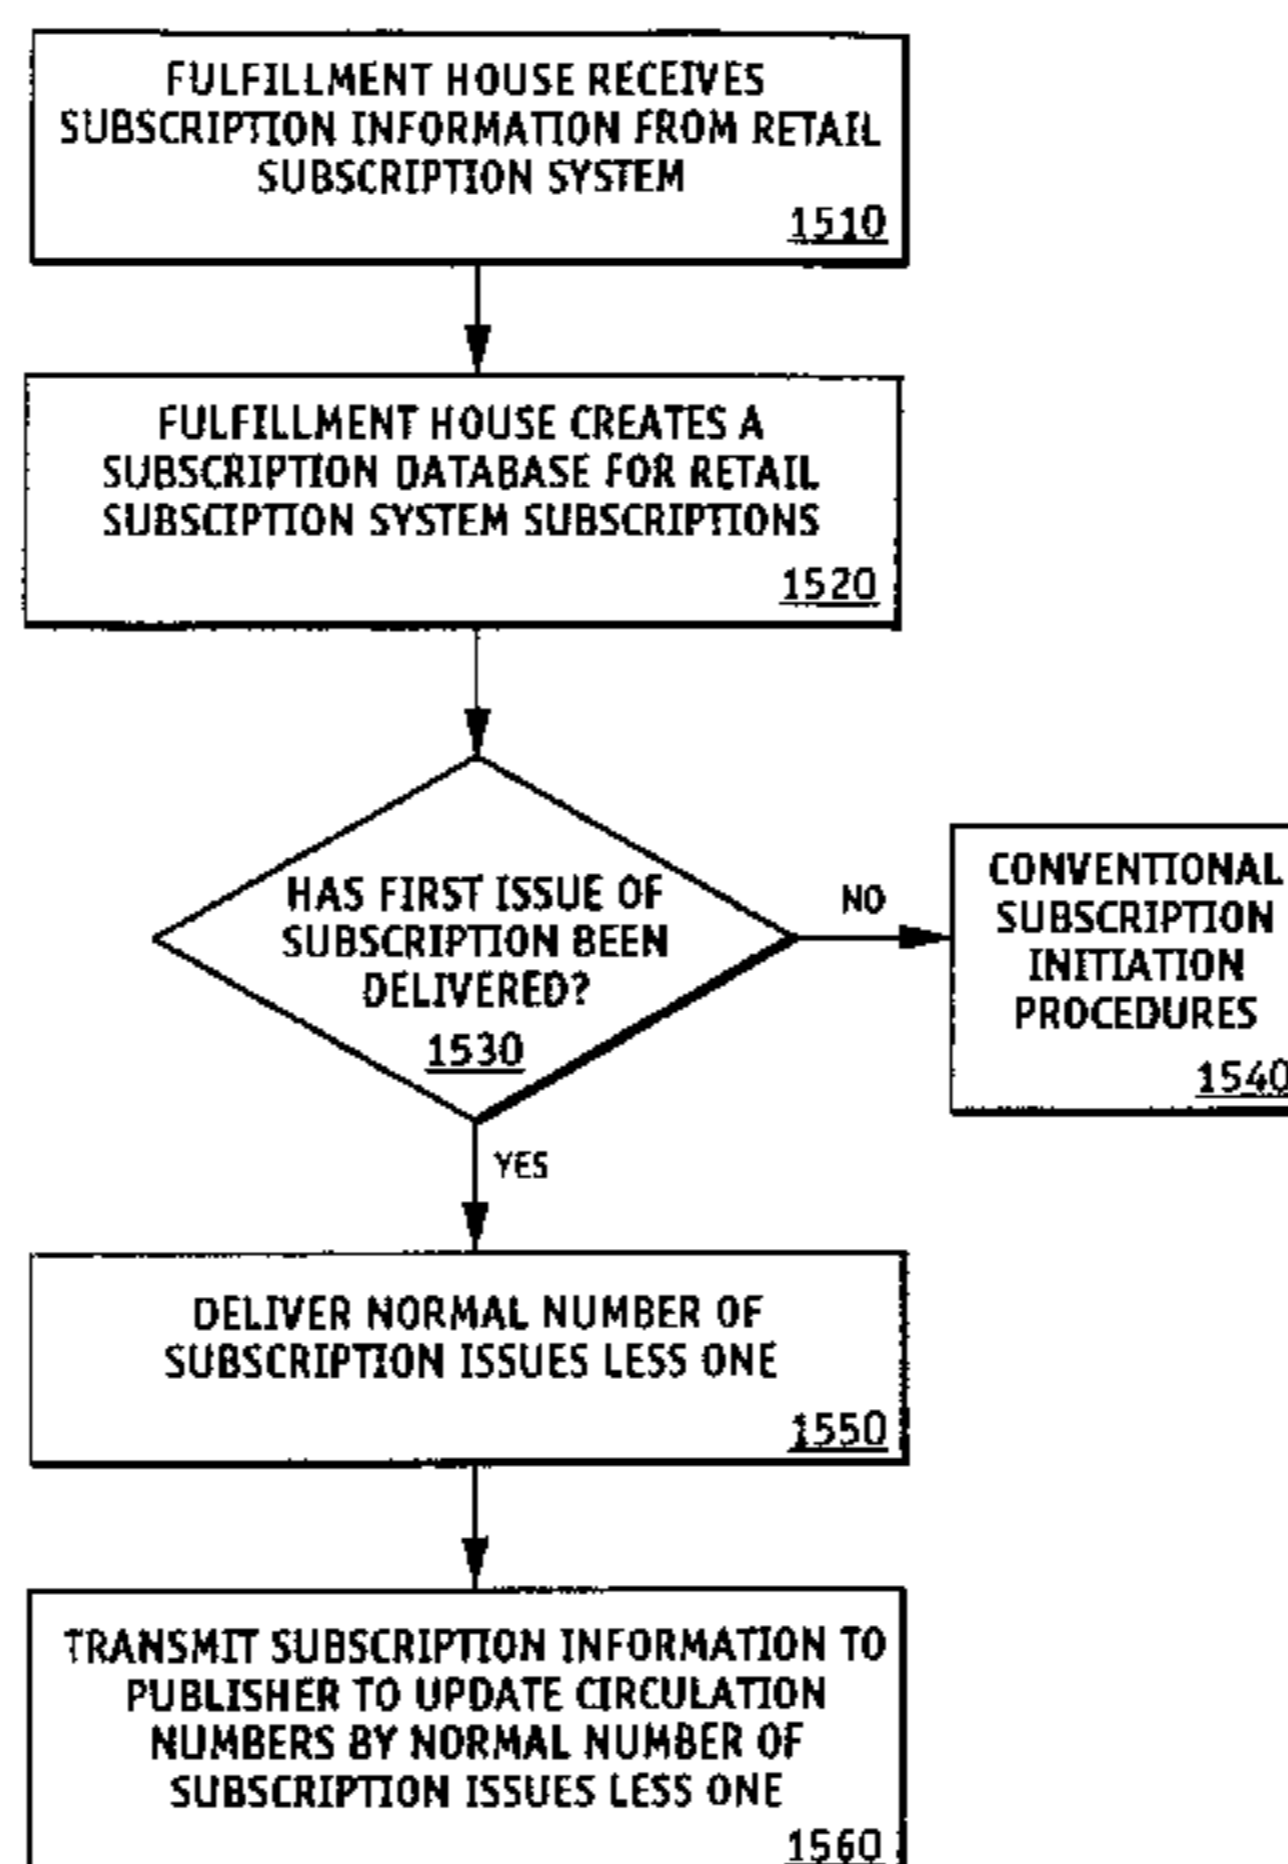 FULFILLMENT HOUSE RECEIVES
SUBSCRIPTION INFORMATION FROM RETAIL
SUBSCRIPTION SYSTEM
1510
FULFILLMENT HOUSE CREATES A
SUBSCRIPTION DATABASE FOR RETAIL
SUBSCIPTION SYSTEM SUBSCRIPTIONS
1520
HAS FIRST ISSUE OF
SUBSCRIPTION BEEN
DELIVERED?
1530
NO
CONVENTIONAL
SUBSCRIPTION
INITIATION
PROCEDURES
1540
YES
DELIVER NORMAL NUMBER OF
SUBSCRIPTION ISSUES LESS ONE
1550
TRANSMIT SUBSCRIPTION INFORMATION TO
PUBLISHER TO UPDATE CIRCULATION
NUMBERS BY NORMAL NUMBER OF
SUBSCRIPTION ISSUES LESS ONE
1560